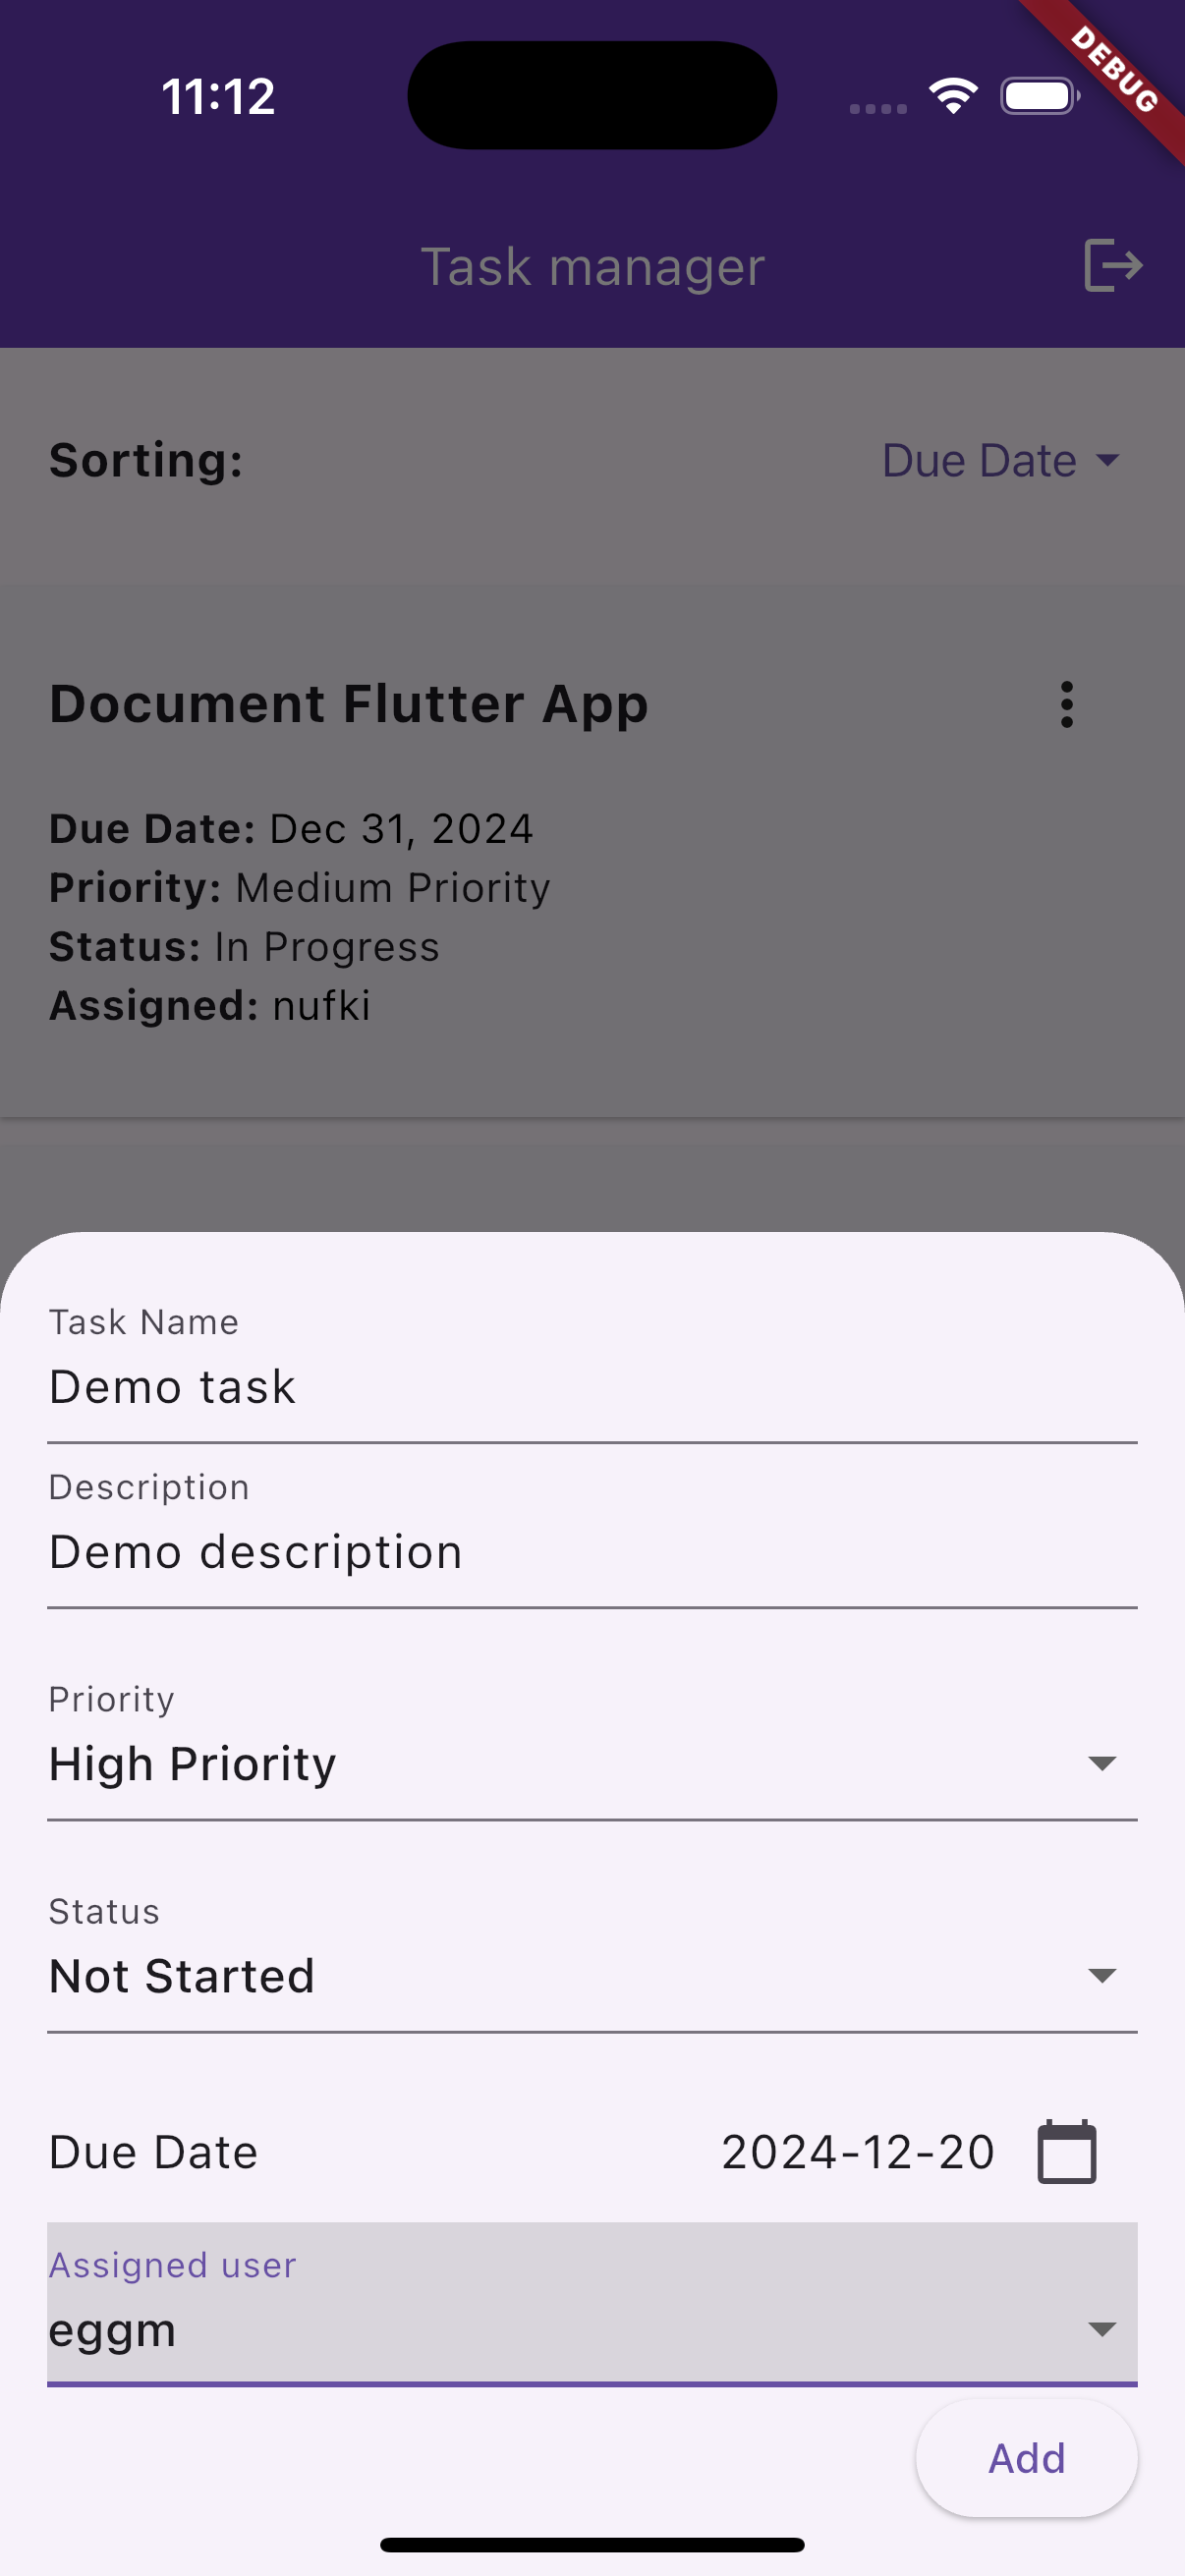 11:12
DEBUG
Task manager
Sorting:
Due Date
Document Flutter App
Due Date: Dec 31, 2024
Priority: Medium Priority
Status: In Progress
Assigned: nufki
Task Name
Demo task
Description
Demo description
Priority
High Priority
Status
Not Started
Due Date 2024-12-20
Assigned user
eggm
Add